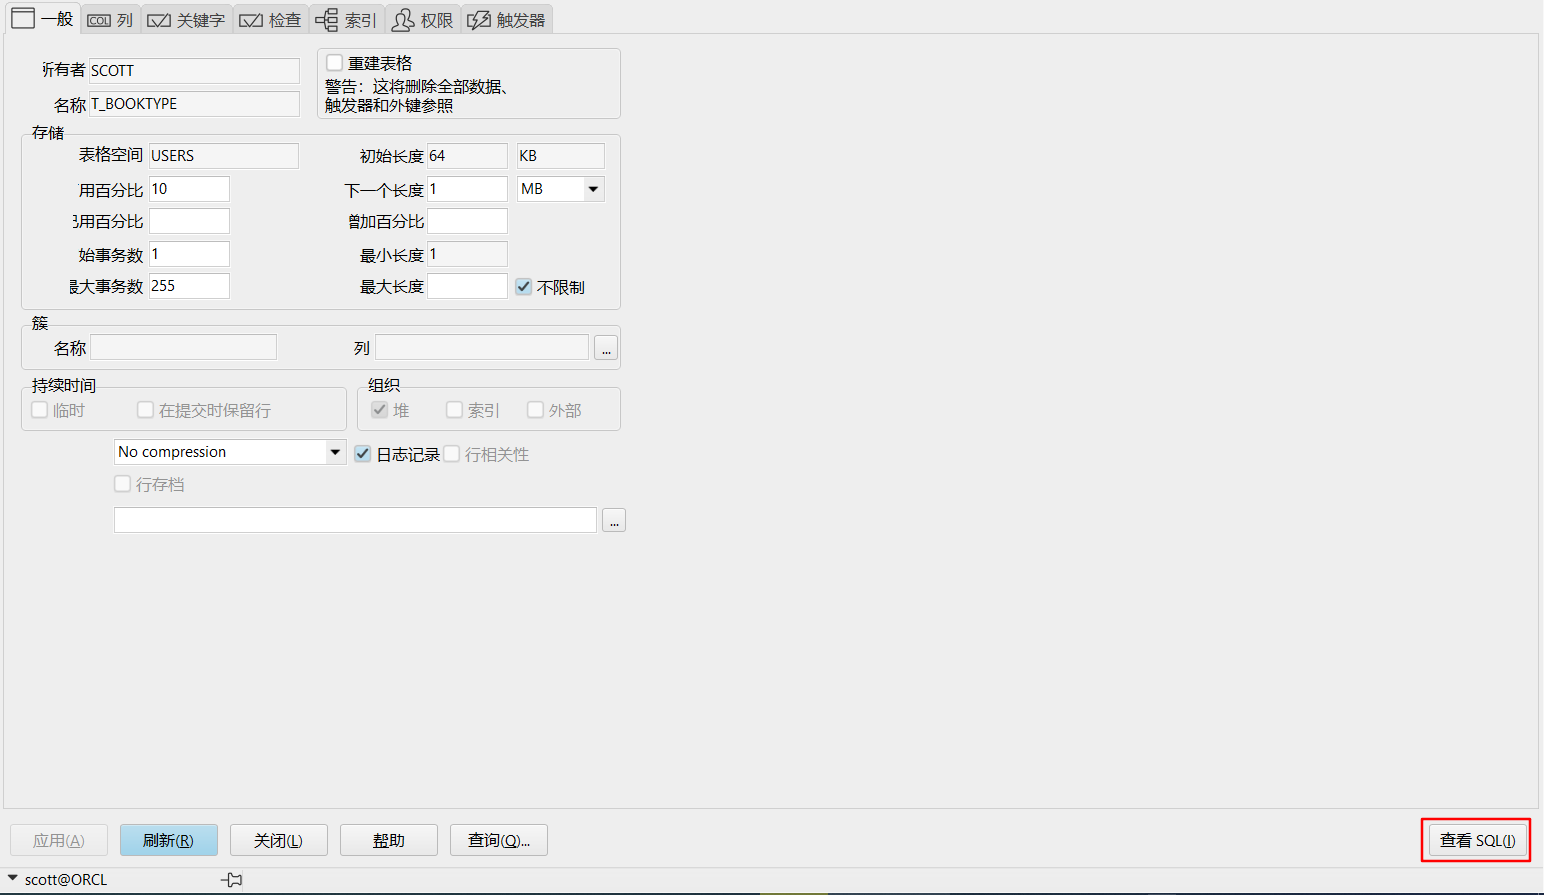 一般 COL 列 关键字 检查 索引 权限 触发器
所有者 SCOTT
名称 T_BOOKTYPE
重建表格
警告：这将删除全部数据、
触发器和外键参照
存储
表格空间 USERS 初始长度 64 KB
用百分比 10 下一个长度 1 MB
已用百分比 增加百分比
始事务数 1 最小长度 1
最大事务数 255 最大长度 不限制
簇
名称 列 ...
持续时间 组织
临时 在提交时保留行 堆 索引 外部
No compression 日志记录 行相关性
行存档
...
应用(A) 刷新(R) 关闭(L) 帮助 查询(Q)... 查看 SQL(I)
scott@ORCL